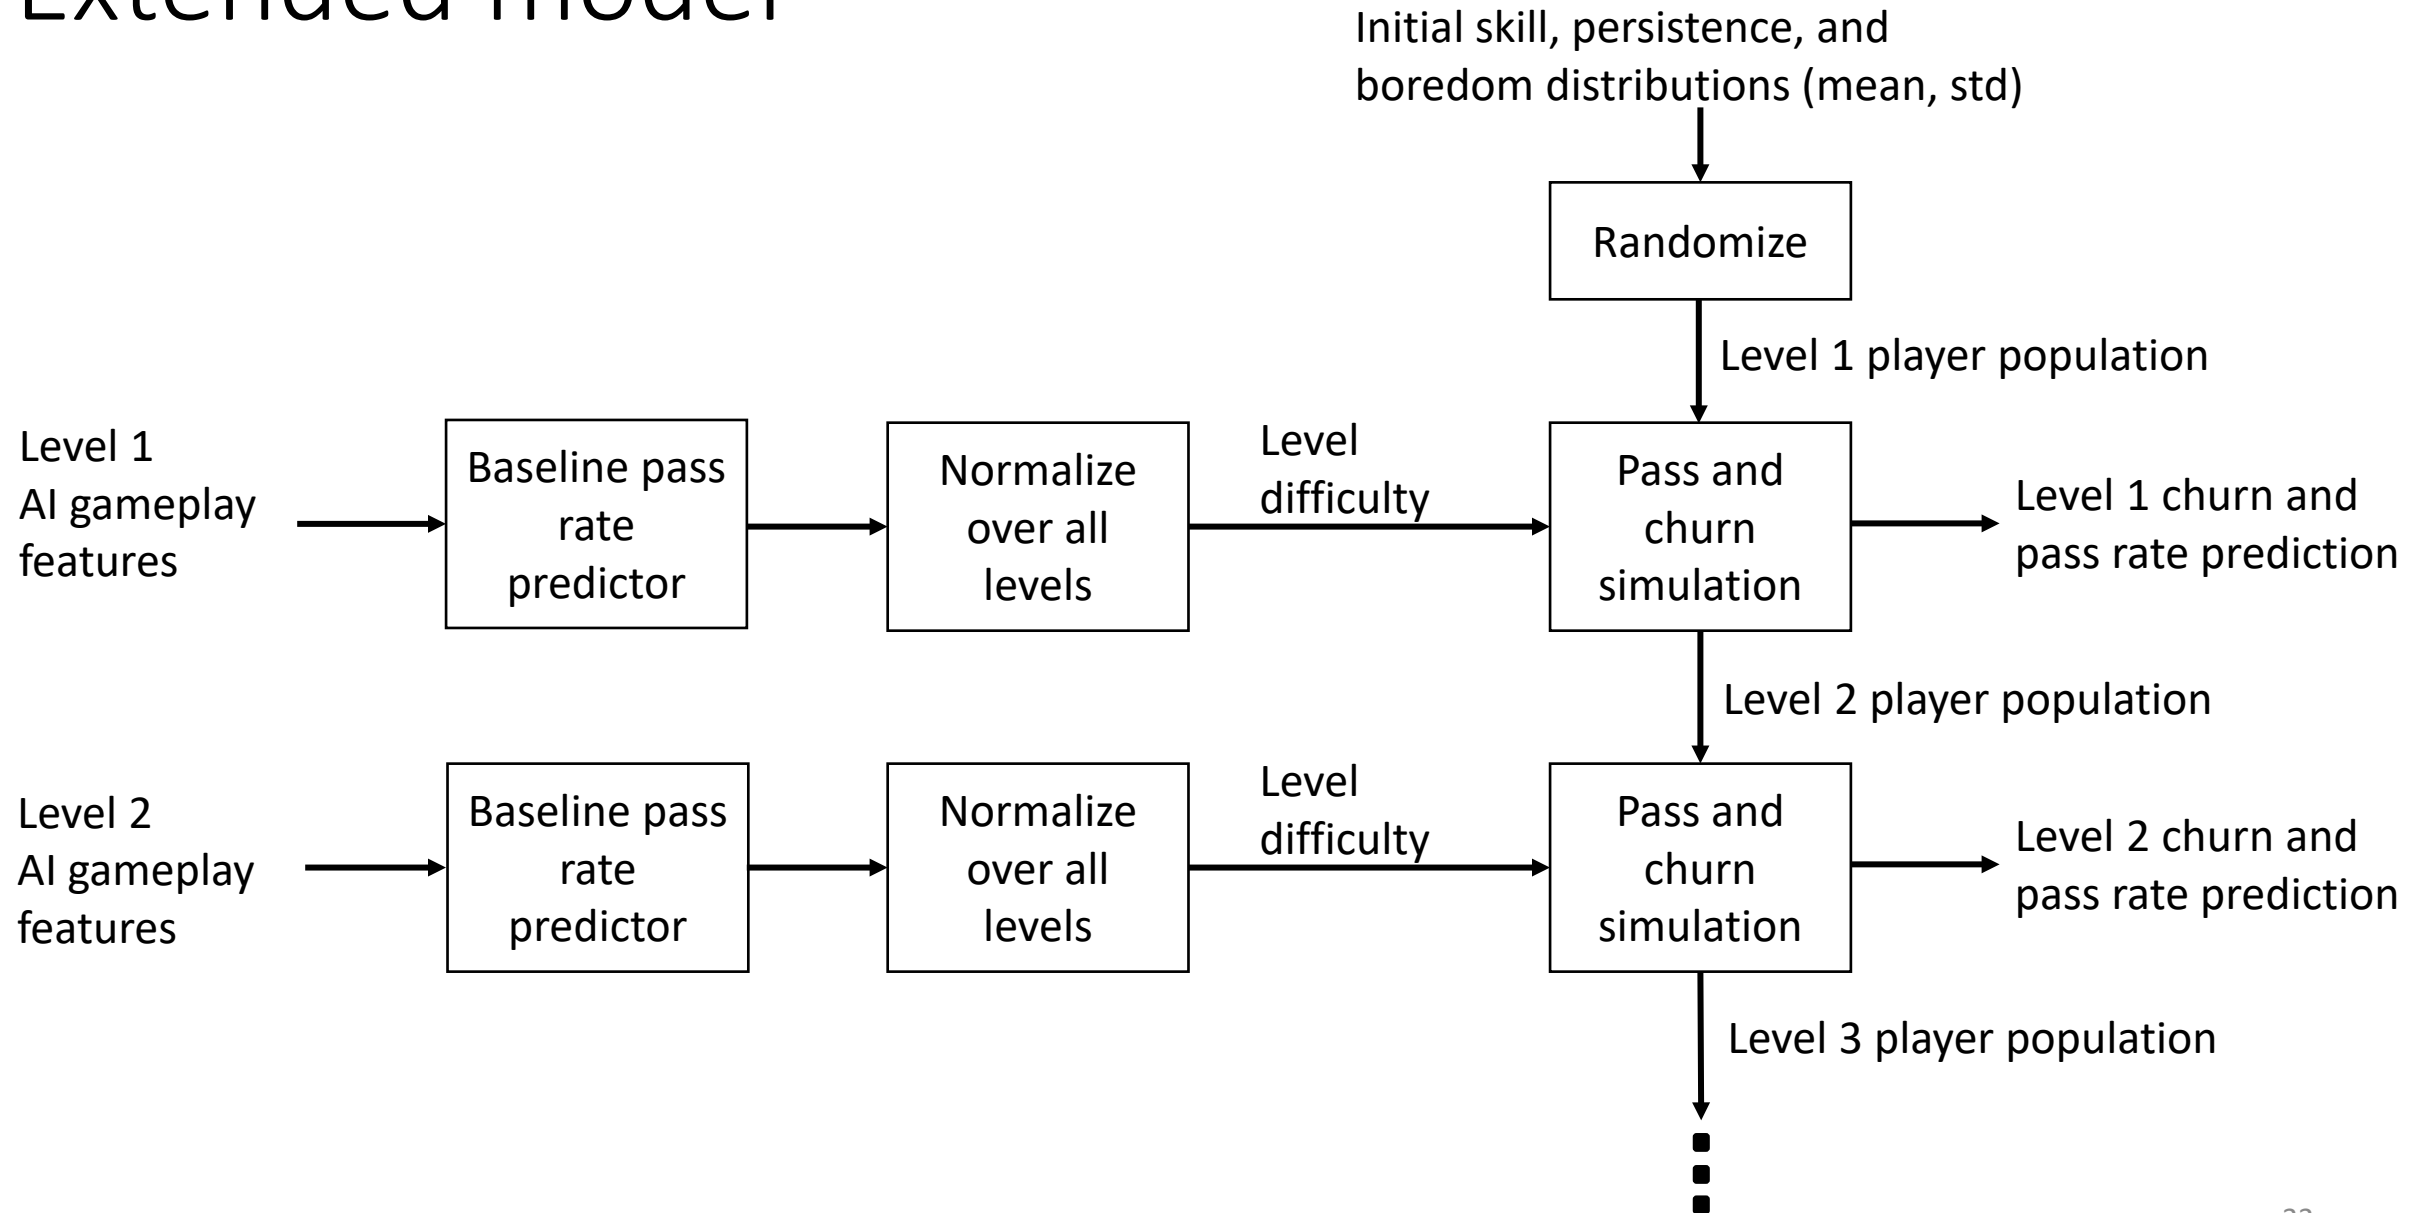 Extended model
Initial skill, persistence, and
boredom distributions (mean, std)
Randomize
Level 1 player population
Level 1
AI gameplay
features
Baseline pass
rate
predictor
Normalize
over all
levels
Level
difficulty
Pass and
churn
simulation
Level 1 churn and
pass rate prediction
Level 2 player population
Level 2
AI gameplay
features
Baseline pass
rate
predictor
Normalize
over all
levels
Level
difficulty
Pass and
churn
simulation
Level 2 churn and
pass rate prediction
Level 3 player population